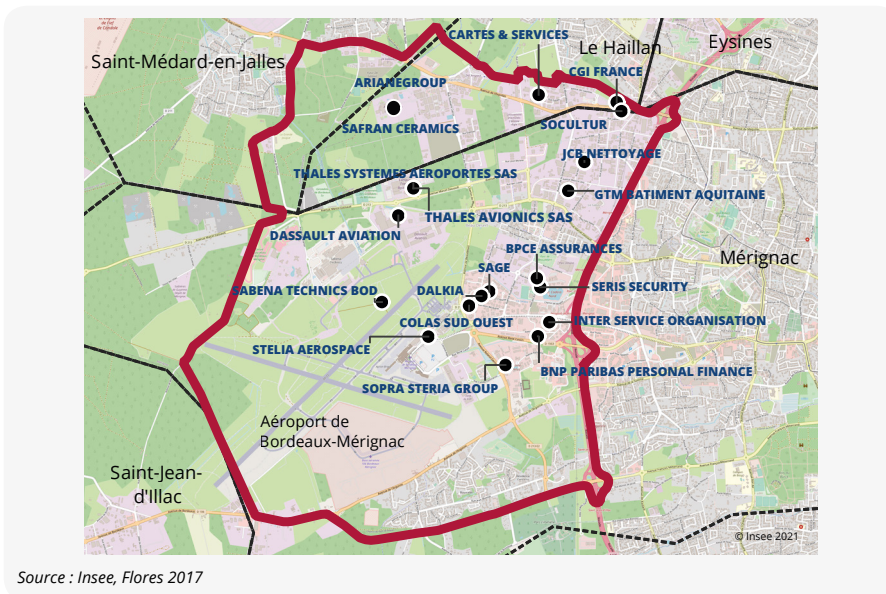 CARTES & SERVICES
Le Haillan
Eysines
Saint-Médard-en-Jalles
CGI FRANCE
ARIANEGROUP
SAFRAN CERAMICS
SOCULTUR
JCB NETTOYAGE
THALES SYSTEMES AEROPORTES SAS
GTM BATIMENT AQUITAINE
THALES AVIONICS SAS
DASSAULT AVIATION
BPCE ASSURANCES
Mérignac
SAGE
SABENA TECHNICS BOD
DALKIA
SERIS SECURITY
COLAS SUD OUEST
INTER SERVICE ORGANISATION
STELIA AEROSPACE
BNP PARIBAS PERSONAL FINANCE
SOPRA STERIA GROUP
Aéroport de
Bordeaux-Mérignac
Saint-Jean-
d'Illac
© Insee 2021
Source : Insee, Flores 2017